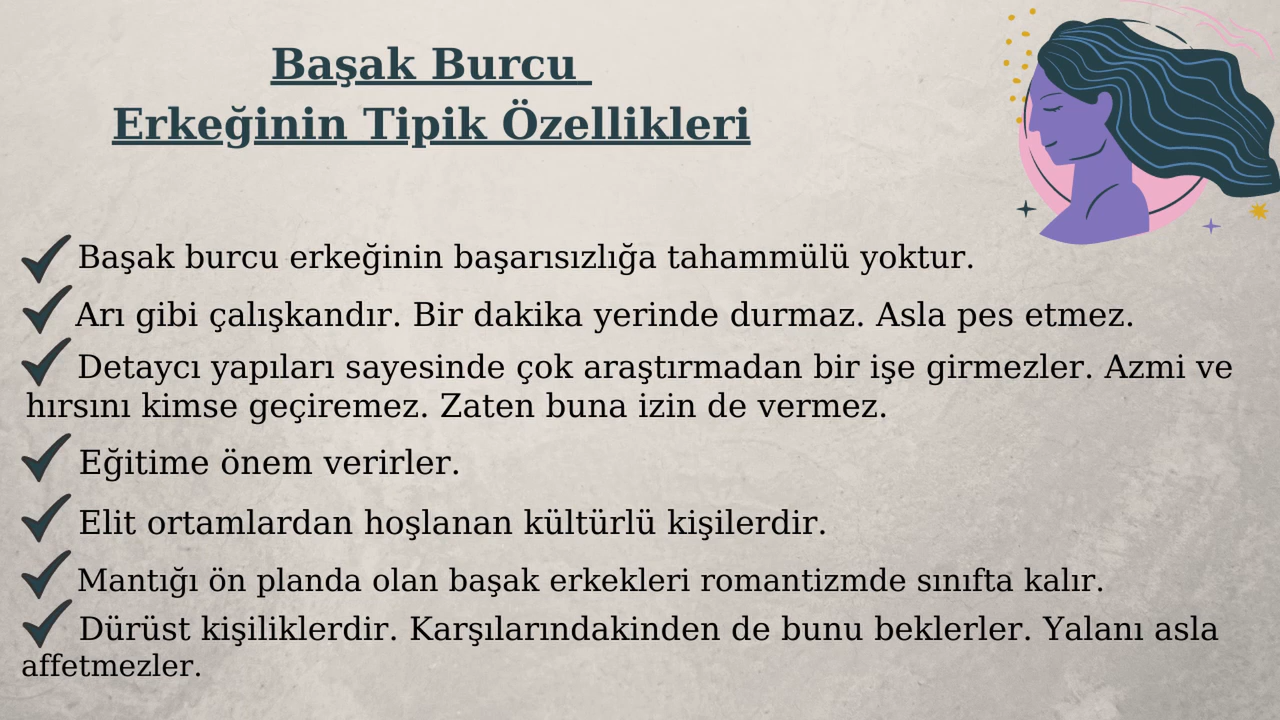 Başak Burcu
Erkeğinin Tipik Özellikleri
Başak burcu erkeğinin başarısızlığa tahammülü yoktur.
Arı gibi çalışkandır. Bir dakika yerinde durmaz. Asla pes etmez.
Detaycı yapıları sayesinde çok araştırmadan bir işe girmezler. Azmi ve
hırsını kimse geçiremez. Zaten buna izin de vermez.
Eğitime önem verirler.
Elit ortamlardan hoşlanan kültürlü kişilerdir.
Mantığı ön planda olan başak erkekleri romantizmde sınıfta kalır.
Dürüst kişiliklerdir. Karşılarındakinden de bunu beklerler. Yalanı asla
affetmezler.